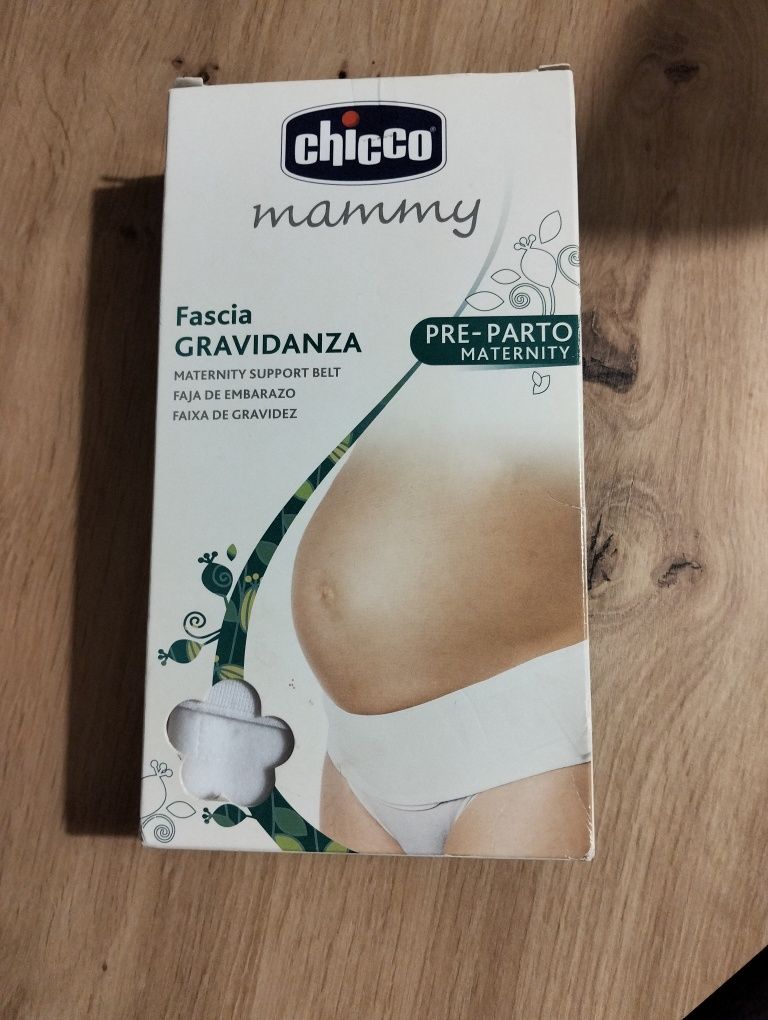 chicco
mammy
Fascia
GRAVIDANZA
MATERNITY SUPPORT BELT
FAJA DE EMBARAZO
FAIXA DE GRAVIDEZ
PRE-PARTO
MATERNITY